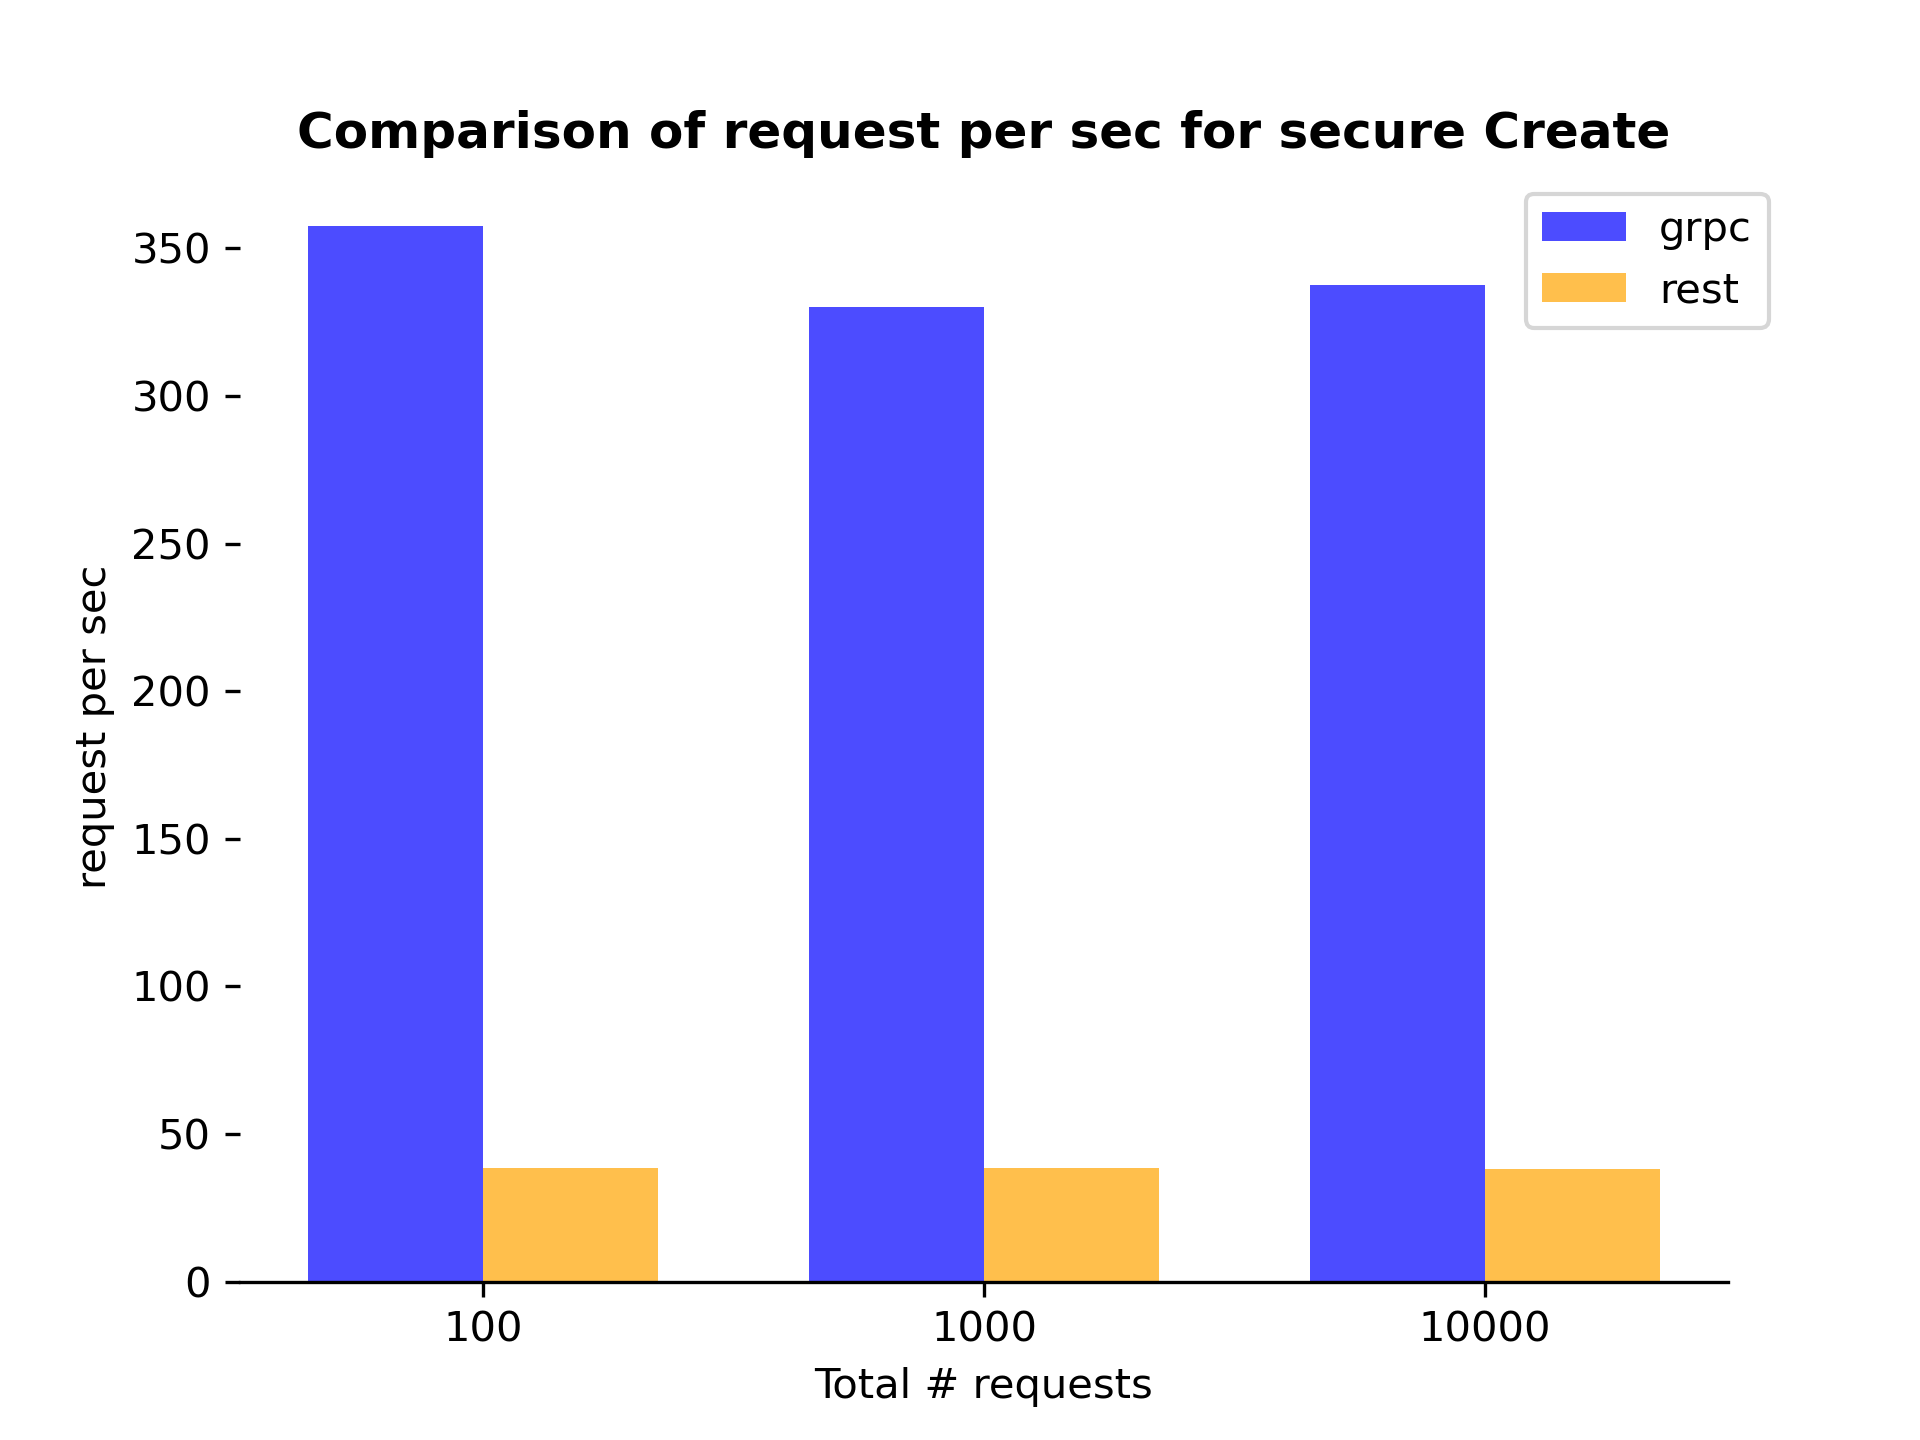 Comparison of request per sec for secure Create
grpc
rest
350
300
250
200
150
100
50
0
request per sec
100 1000 10000
Total # requests